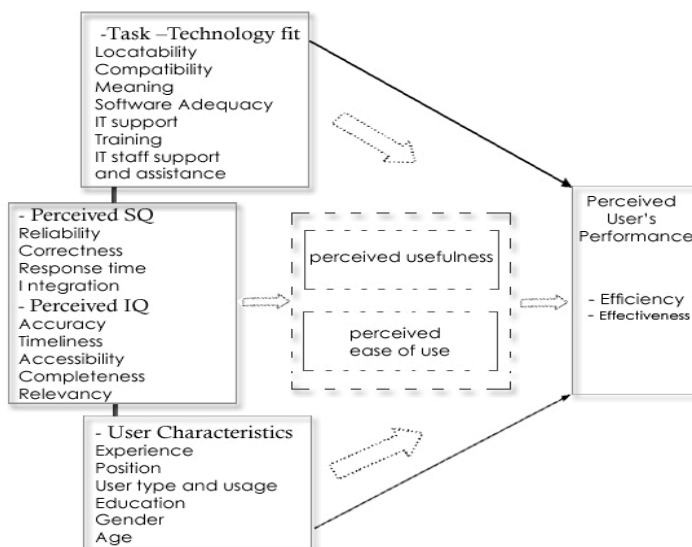 -Task –Technology fit
Locatability
Compatibility
Meaning
Software Adequacy
IT support
Training
IT staff support
and assistance
- Perceived SQ
Reliability
Correctness
Response time
I ntegration
- Perceived IQ
Accuracy
Timeliness
Accessibility
Completeness
Relevancy
- User Characteristics
Experience
Position
User type and usage
Education
Gender
Age
perceived usefulness
perceived
ease of use
Perceived
User's
Performance
- Efficiency
- Effectiveness